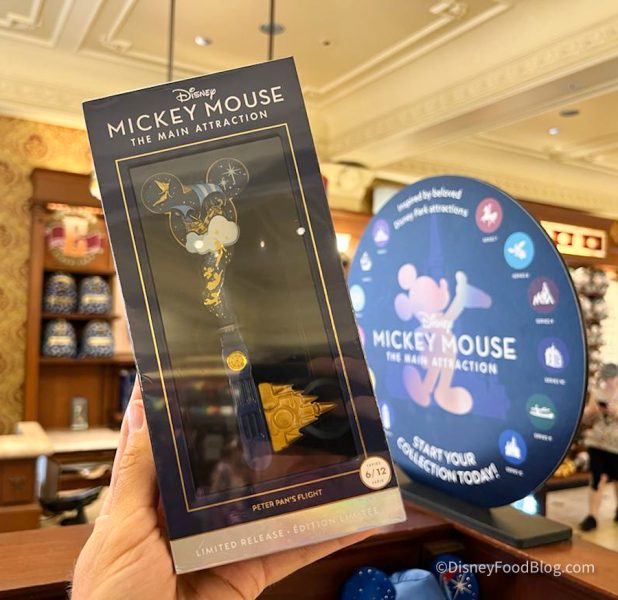 Disney
MICKEY MOUSE
THE MAIN ATTRACTION
SERIES
6/12
SÉRIE
PETER PAN'S FLIGHT
LIMITED RELEASE • ÉDITION LIMITÉE
Inspired by beloved
Disney Park attractions
Disney
MICKEY MOUSE
THE MAIN ATTRACTION
START YOUR
COLLECTION TODAY!
©DisneyFoodBlog.com